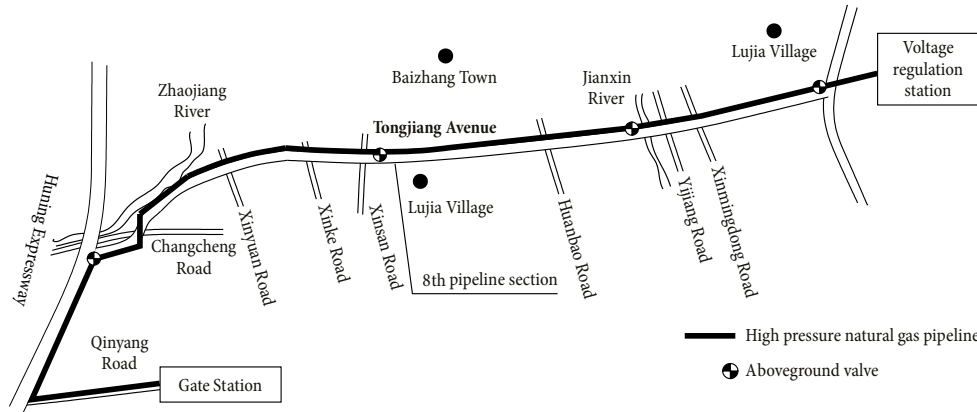 Lujia Village
Voltage
regulation
station
Baizhang Town
Jianxin
River
Zhaojiang
River
Tongjiang Avenue
Lujia Village
Huning Expressway
Changcheng
Road
Xinyuan Road
Xinke Road
Xinsan Road
Huanbao Road
Yijiang Road
Xinmingdong Road
8th pipeline section
Qinyang
Road
Gate Station
High pressure natural gas pipeline
Aboveground valve